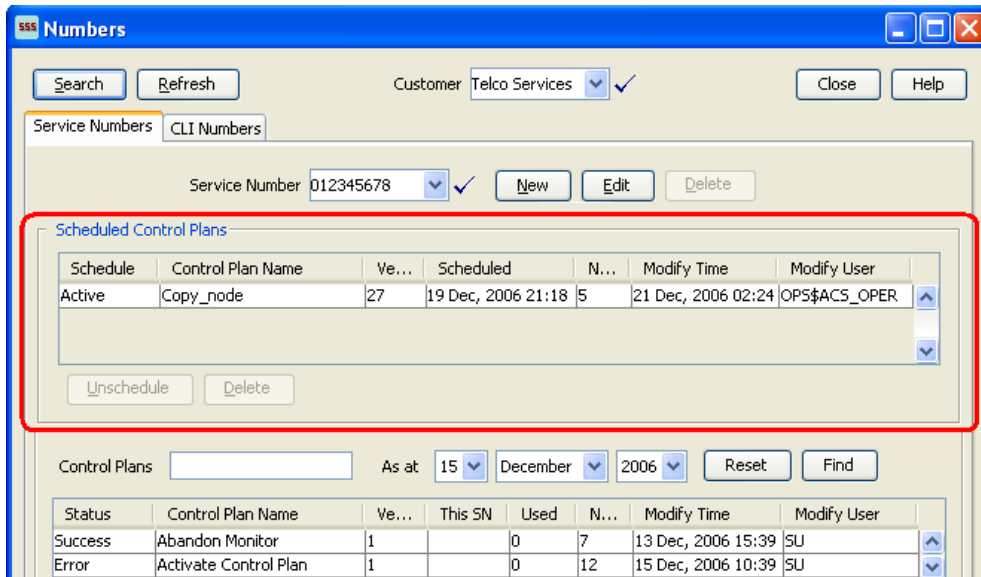 SSS Numbers
Search Refresh Customer Telco Services Close Help
Service Numbers CLI Numbers
Service Number 012345678 New Edit Delete
Scheduled Control Plans
Schedule Control Plan Name Ve... Scheduled N... Modify Time Modify User
Active Copy_node 27 19 Dec, 2006 21:18 5 21 Dec, 2006 02:24 OPS$ACS_OPER
Unschedule Delete
Control Plans As at 15 December 2006 Reset Find
Status Control Plan Name Ve... This SN Used N... Modify Time Modify User
Success Abandon Monitor 1 0 7 13 Dec, 2006 15:39 SU
Error Activate Control Plan 1 0 12 15 Dec, 2006 10:39 SU